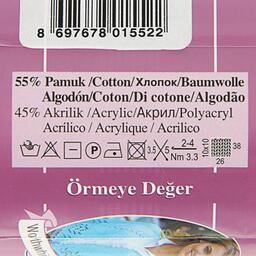 8 697678 015522
55% Pamuk /Cotton/Хлопок/Baumwolle
Algodón/Coton/Di cotone/Algodão
45% Akrilik /Acrylic/Акрил/Polyacryl
Acrílico / Acrylique / Acrilico
3.5 5 2-4 Nm 3.3 10x10 38 26
Örmeye Değer